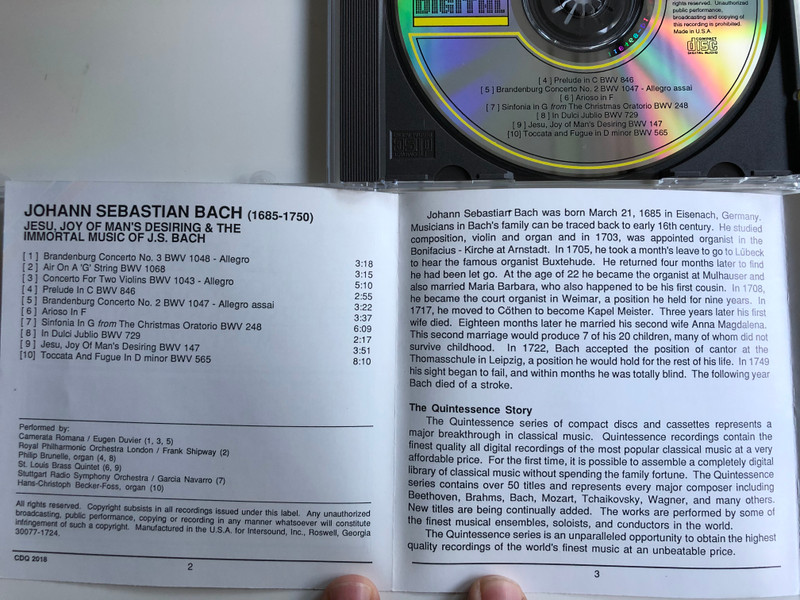 DIGITAL
rights reserved. Unauthorized
public performance,
broadcasting and copying of
this recording is prohibited.
Made in U.S.A.
COMPACT
disc
DIGITAL AUDIO
[ 4 ] Prelude in C BWV 846
[ 5 ] Brandenburg Concerto No. 2 BWV 1047 - Allegro assai
[ 6 ] Arioso in F
[ 7 ] Sinfonia in G from The Christmas Oratorio BWV 248
[ 8 ] In Dulci Jublio BWV 729
[ 9 ] Jesu, Joy of Man's Desiring BWV 147
[10] Toccata and Fugue in D minor BWV 565
JOHANN SEBASTIAN BACH (1685-1750)
JESU, JOY OF MAN'S DESIRING & THE
IMMORTAL MUSIC OF J.S. BACH
[ 1 ] Brandenburg Concerto No. 3 BWV 1048 - Allegro 3:18
[ 2 ] Air On A 'G' String BWV 1068 3:15
[ 3 ] Concerto For Two Violins BWV 1043 - Allegro 5:10
[ 4 ] Prelude In C BWV 846 2:55
[ 5 ] Brandenburg Concerto No. 2 BWV 1047 - Allegro assai 3:22
[ 6 ] Arioso In F 3:37
[ 7 ] Sinfonia In G from The Christmas Oratorio BWV 248 6:09
[ 8 ] In Dulci Jublio BWV 729 2:17
[ 9 ] Jesu, Joy Of Man's Desiring BWV 147 3:51
[10] Toccata And Fugue In D minor BWV 565 8:10
Performed by:
Camerata Romana / Eugen Duvier (1, 3, 5)
Royal Philharmonic Orchestra London / Frank Shipway (2)
Philip Brunelle, organ (4, 8)
St. Louis Brass Quintet (6, 9)
Stuttgart Radio Symphony Orchestra / Garcia Navarro (7)
Hans-Christoph Becker-Foss, organ (10)
All rights reserved. Copyright subsists in all recordings issued under this label. Any unauthorized
broadcasting, public performance, copying or recording in any manner whatsoever will constitute
infringement of such a copyright. Manufactured in the U.S.A. for Intersound, Inc., Roswell, Georgia
30077-1724.
CDQ 2018
2
Johann Sebastian Bach was born March 21, 1685 in Eisenach, Germany.
Musicians in Bach's family can be traced back to early 16th century. He studied
composition, violin and organ and in 1703, was appointed organist in the
Bonifacius - Kirche at Arnstadt. In 1705, he took a month's leave to go to Lübeck
to hear the famous organist Buxtehude. He returned four months later to find
he had been let go. At the age of 22 he became the organist at Mulhauser and
also married Maria Barbara, who also happened to be his first cousin. In 1708,
he became the court organist in Weimar, a position he held for nine years. In
1717, he moved to Cöthen to become Kapel Meister. Three years later his first
wife died. Eighteen months later he married his second wife Anna Magdalena.
This second marriage would produce 7 of his 20 children, many of whom did not
survive childhood. In 1722, Bach accepted the position of cantor at the
Thomasschule in Leipzig, a position he would hold for the rest of his life. In 1749
his sight began to fail, and within months he was totally blind. The following year
Bach died of a stroke.
The Quintessence Story
The Quintessence series of compact discs and cassettes represents a
major breakthrough in classical music. Quintessence recordings contain the
finest quality all digital recordings of the most popular classical music at a very
affordable price. For the first time, it is possible to assemble a completely digital
library of classical music without spending the family fortune. The Quintessence
series contains over 50 titles and represents every major composer including
Beethoven, Brahms, Bach, Mozart, Tchaikovsky, Wagner, and many others.
New titles are being continually added. The works are performed by some of
the finest musical ensembles, soloists, and conductors in the world.
The Quintessence series is an unparalleled opportunity to obtain the highest
quality recordings of the world's finest music at an unbeatable price.
3